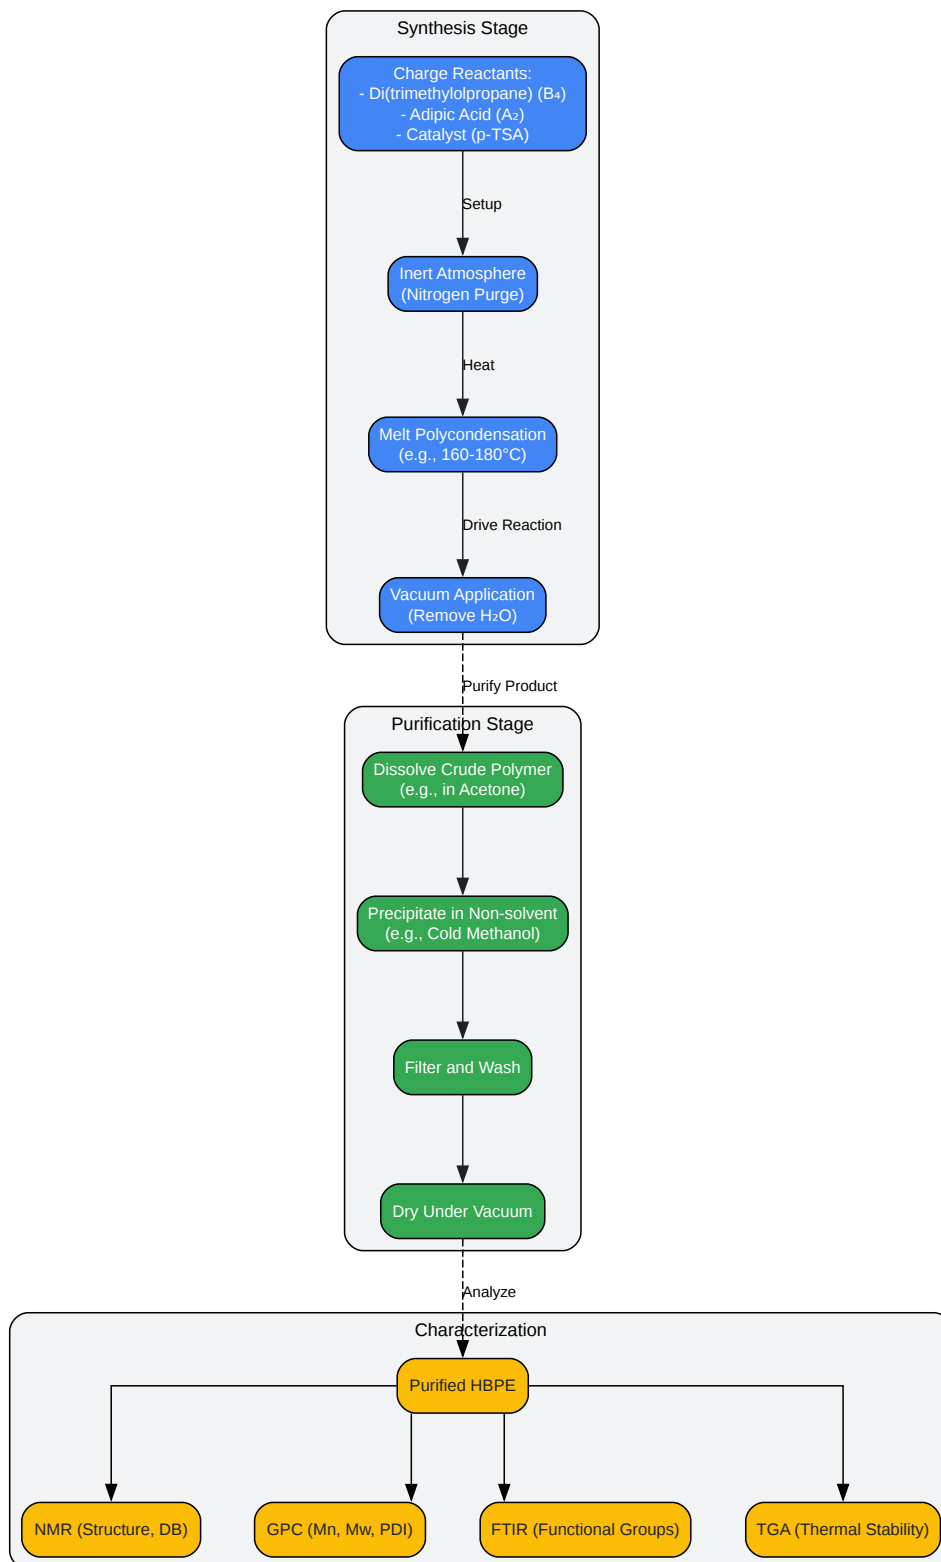 Synthesis Stage
Charge Reactants:
- Di(trimethylolpropane) (B₄)
- Adipic Acid (A₂)
- Catalyst (p-TSA)
Setup
Inert Atmosphere
(Nitrogen Purge)
Heat
Melt Polycondensation
(e.g., 160-180°C)
Drive Reaction
Vacuum Application
(Remove H₂O)
Purify Product
Purification Stage
Dissolve Crude Polymer
(e.g., in Acetone)
Precipitate in Non-solvent
(e.g., Cold Methanol)
Filter and Wash
Dry Under Vacuum
Analyze
Characterization
Purified HBPE
NMR (Structure, DB)
GPC (Mn, Mw, PDI)
FTIR (Functional Groups)
TGA (Thermal Stability)